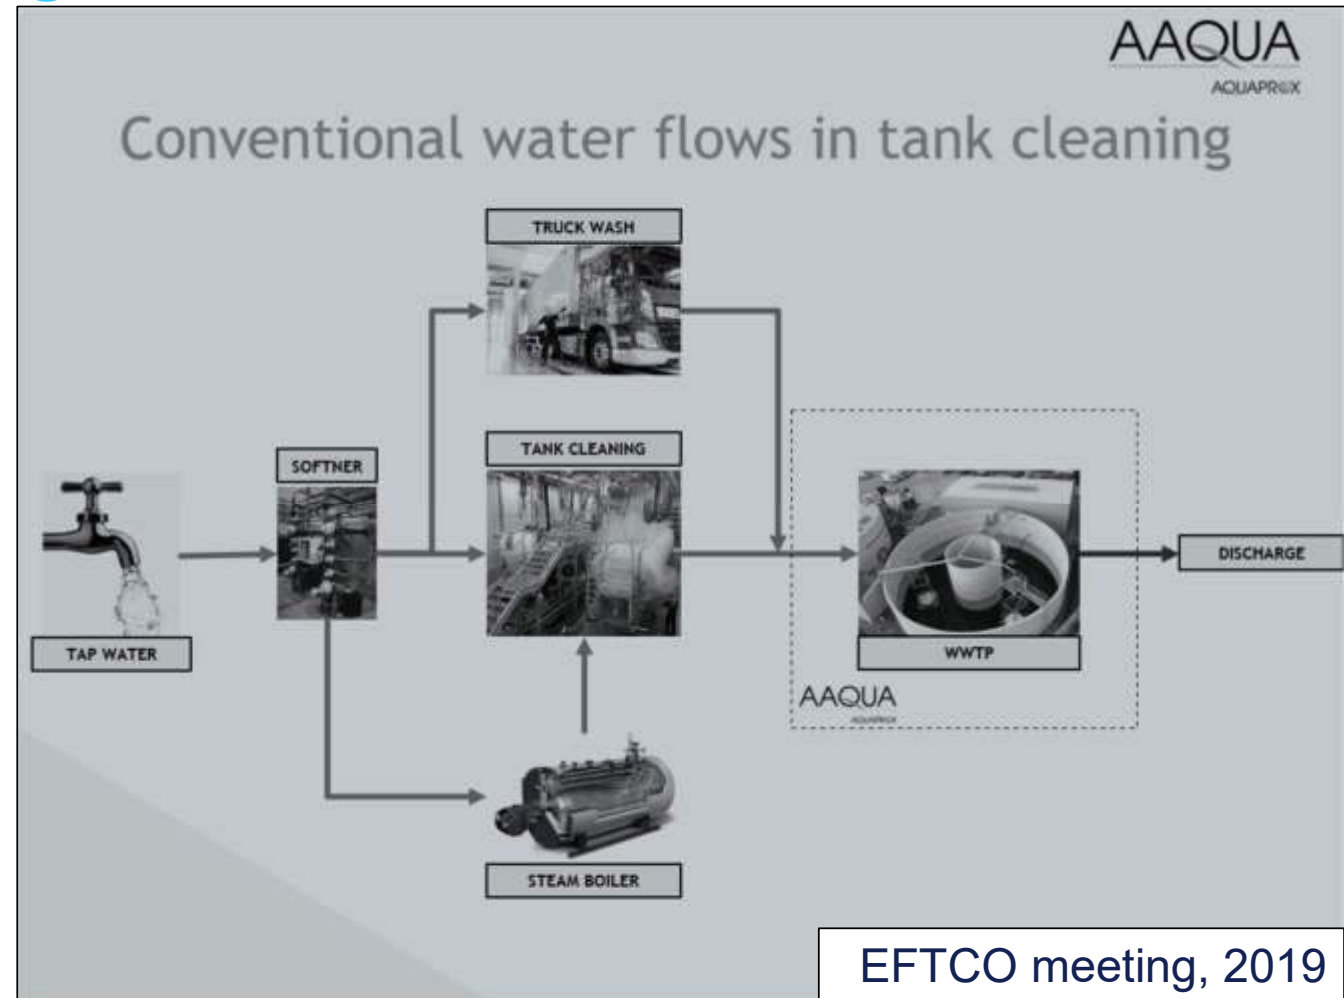 AAQUA
AQUAPROX
Conventional water flows in tank cleaning
TRUCK WASH
TANK CLEANING
SOFTNER
TAP WATER
WWTP
DISCHARGE
AAQUA
AQUAPROX
STEAM BOILER
EFTCO meeting, 2019